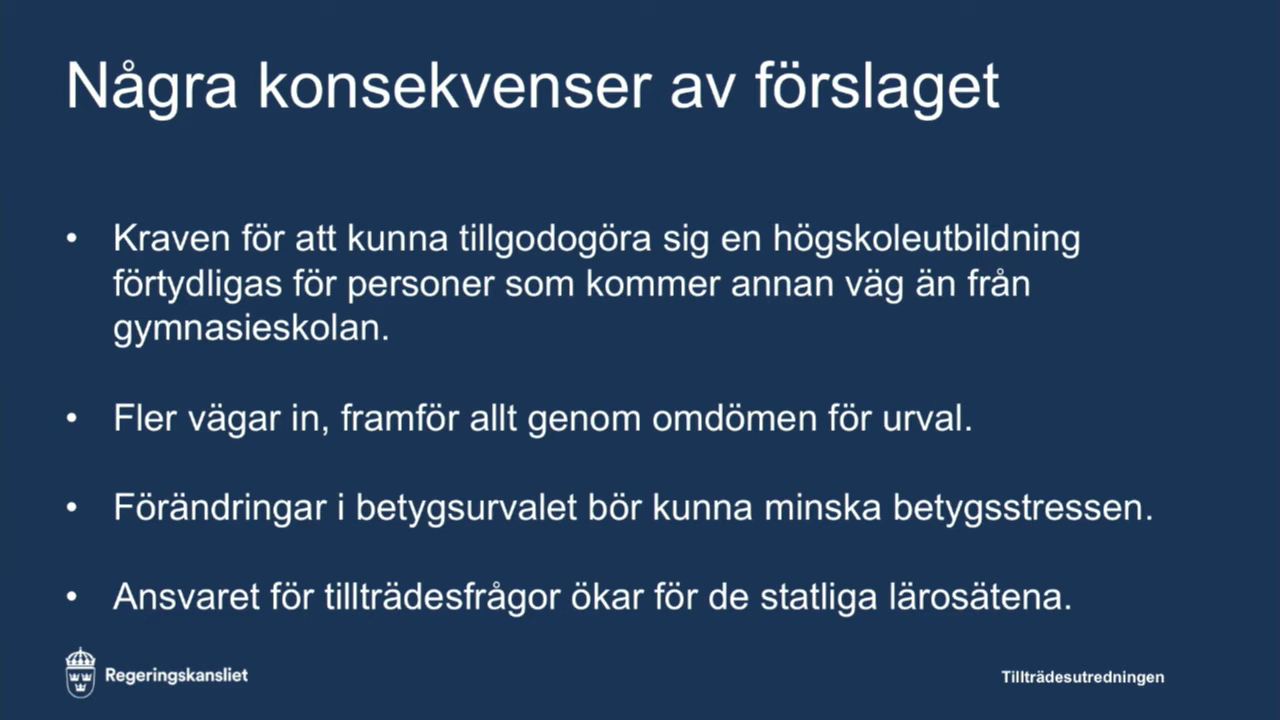 Några konsekvenser av förslaget
• Kraven för att kunna tillgodogöra sig en högskoleutbildning
förtydligas för personer som kommer annan väg än från
gymnasieskolan.
• Fler vägar in, framför allt genom omdömen för urval.
• Förändringar i betygsurvalet bör kunna minska betygsstressen.
• Ansvaret för tillträdesfrågor ökar för de statliga lärosätena.
Regeringskansliet
Tillträdesutredningen